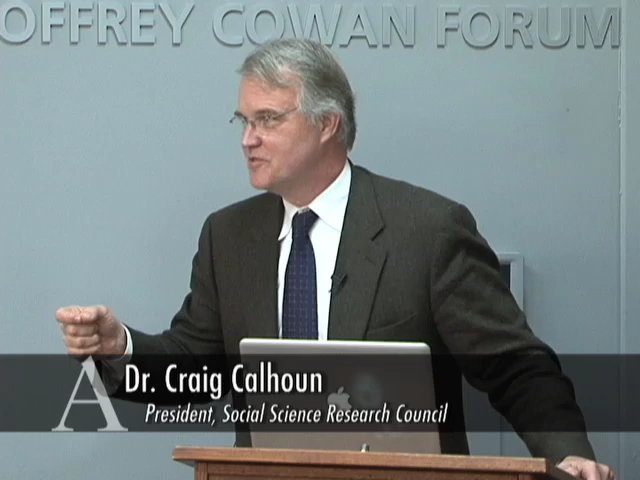 OFFREY COWAN FORUM
A
Dr. Craig Calhoun
President, Social Science Research Council